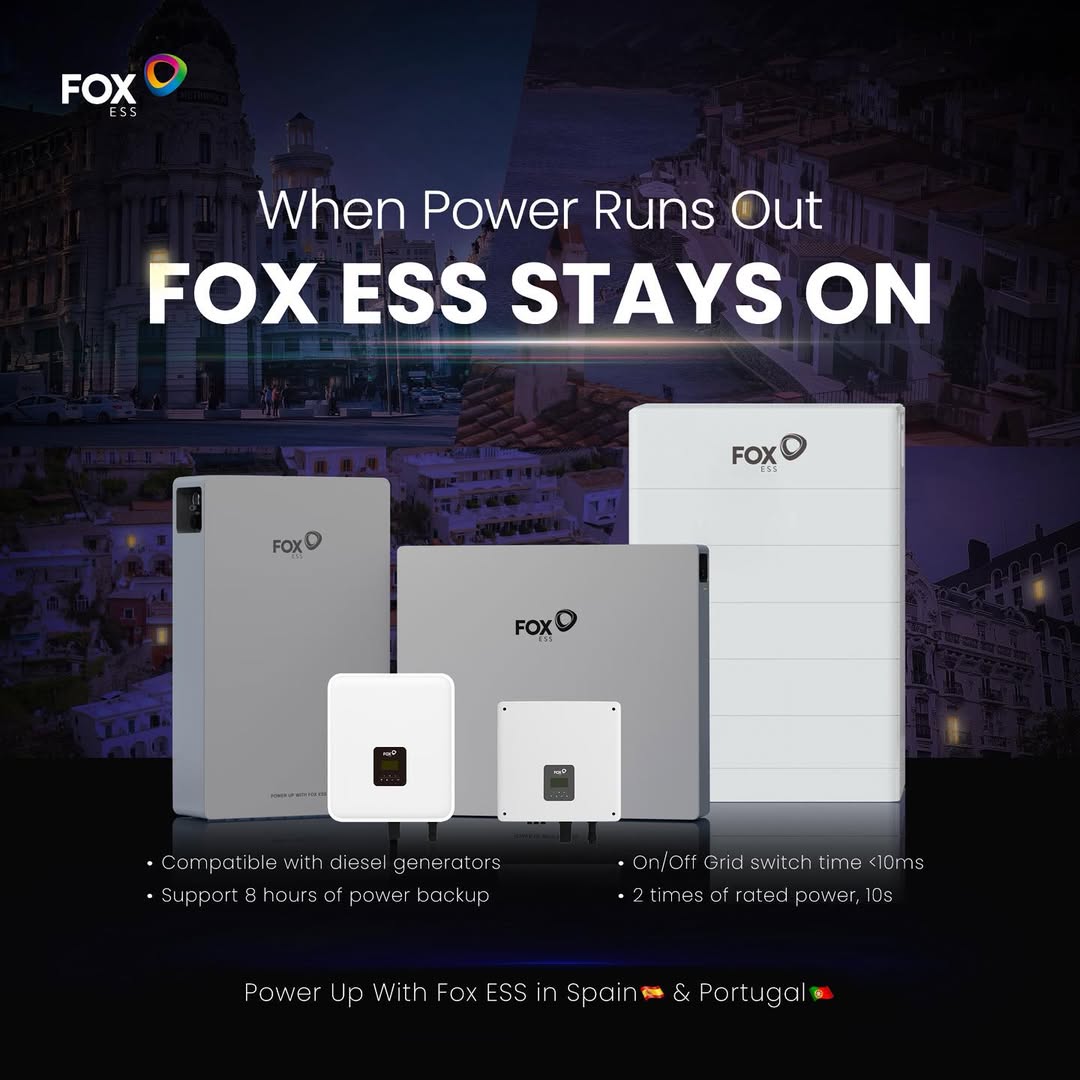 FOX
ESS
When Power Runs Out
FOX ESS STAYS ON
FOX
ESS
FOX
ESS
FOX
ESS
POWER UP WITH FOX ESS
FOX
FOX
• Compatible with diesel generators
• Support 8 hours of power backup
• On/Off Grid switch time <10ms
• 2 times of rated power, 10s
Power Up With Fox ESS in Spain🇪🇸 & Portugal🇵🇹